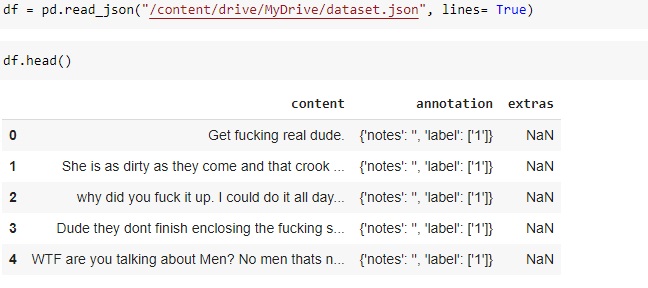 df = pd.read_json("/content/drive/MyDrive/dataset.json", lines= True)
df.head()
content annotation extras
0 Get fucking real dude. {'notes': '', 'label': ['1']} NaN
1 She is as dirty as they come and that crook ... {'notes': '', 'label': ['1']} NaN
2 why did you fuck it up. I could do it all day... {'notes': '', 'label': ['1']} NaN
3 Dude they dont finish enclosing the fucking s... {'notes': '', 'label': ['1']} NaN
4 WTF are you talking about Men? No men thats n... {'notes': '', 'label': ['1']} NaN